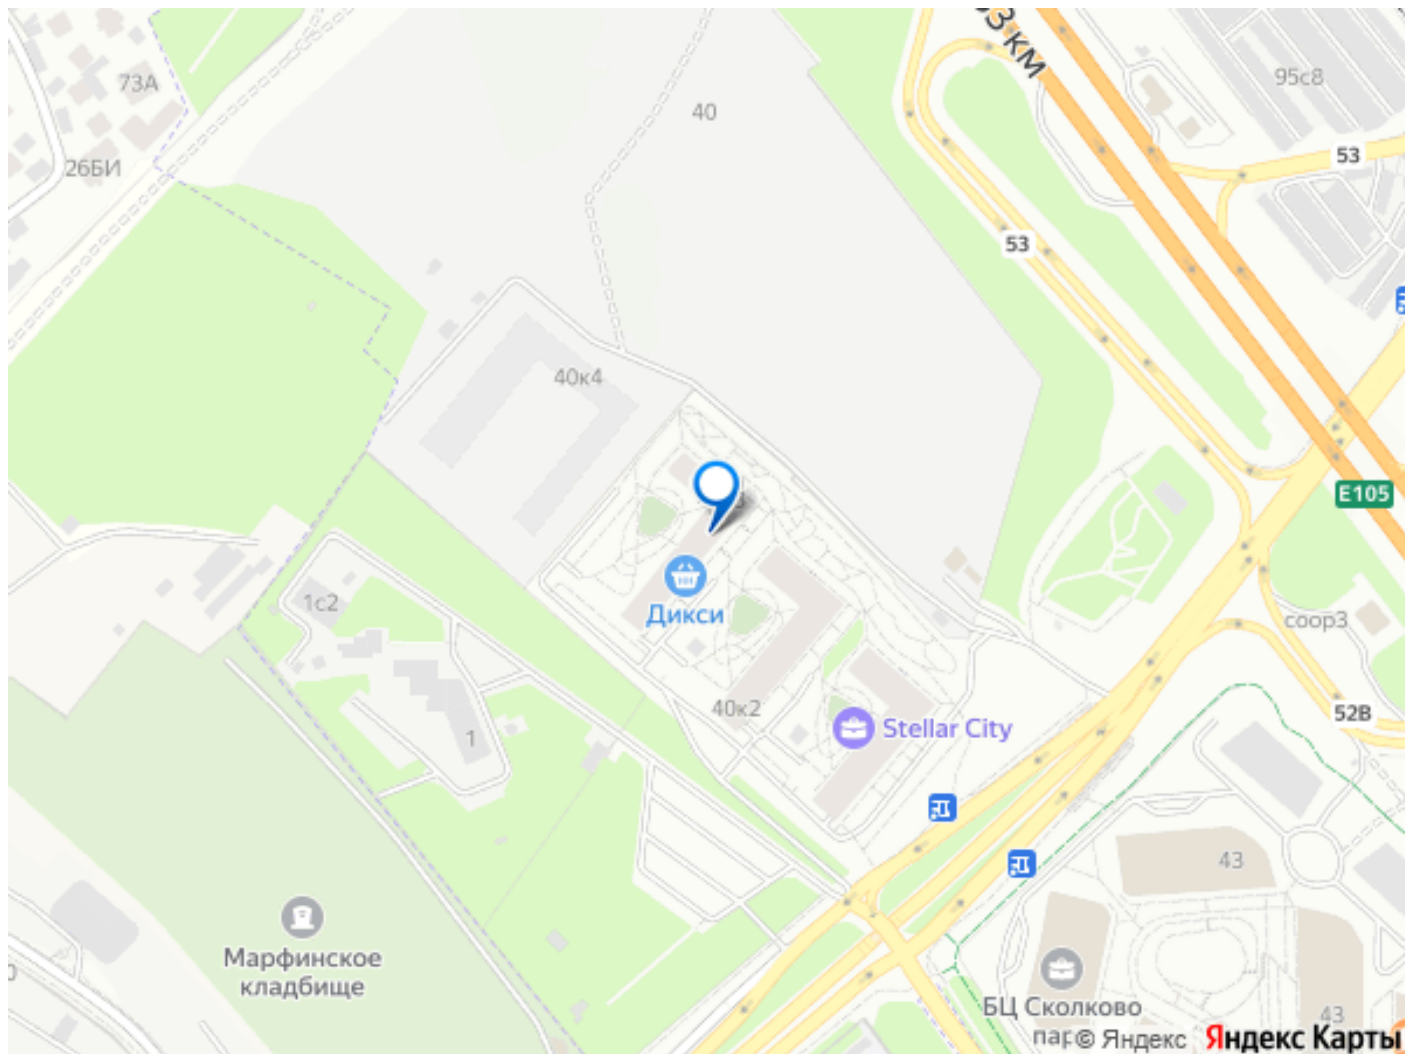 53 км
95с8
73А
40
53
26БИ
53
40к4
E105
1с2
Дикси
соор3
40к2
52В
Stellar City
1
43
Марфинское
кладбище
БЦ Сколково
43
© Яндекс
Яндекс Карты